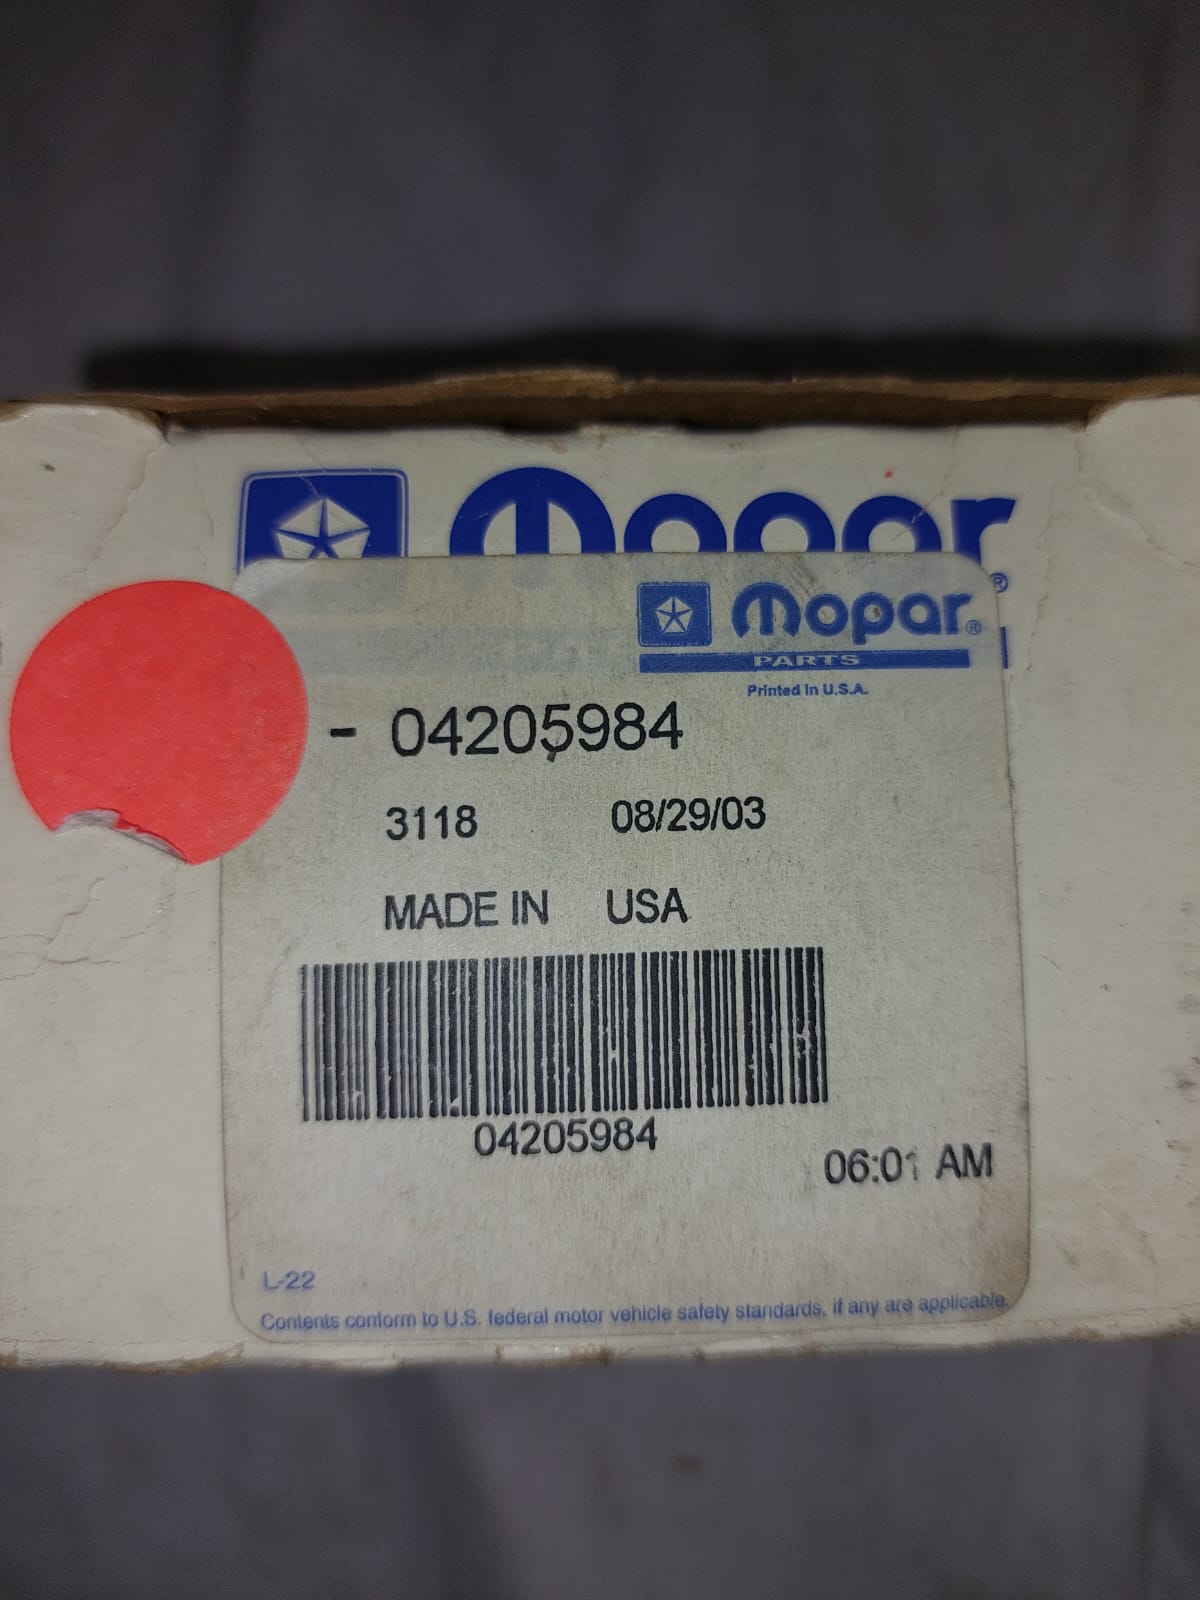 Mopar
®
Mopar®
PARTS
Printed In U.S.A.
- 04205984
3118 08/29/03
MADE IN USA
04205984
06:01 AM
L-22
Contents conform to U.S. federal motor vehicle safety standards, if any are applicable.